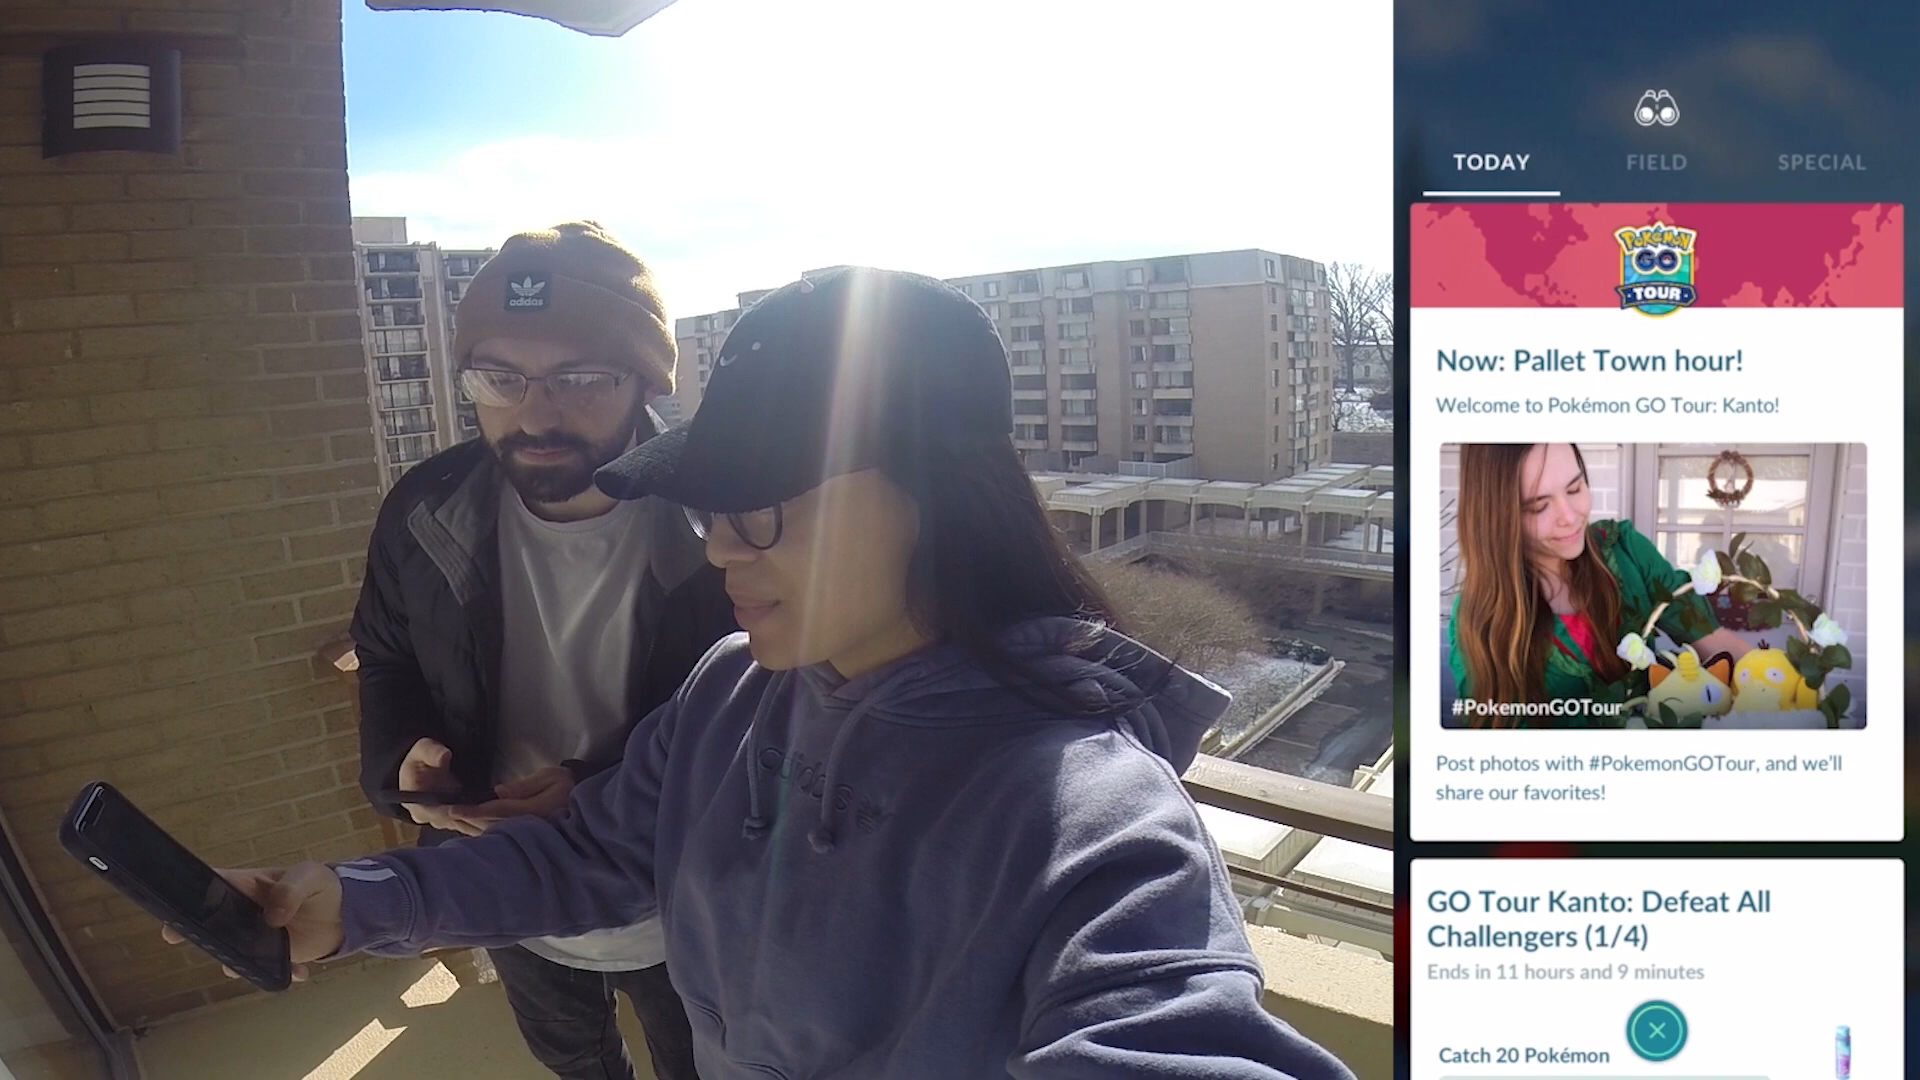 adidas
adidas
TODAY
FIELD
SPECIAL
POKéMON
GO
TOUR
Now: Pallet Town hour!
Welcome to Pokémon GO Tour: Kanto!
#PokemonGOTour
Post photos with #PokemonGOTour, and we'll
share our favorites!
GO Tour Kanto: Defeat All
Challengers (1/4)
Ends in 11 hours and 9 minutes
Catch 20 Pokémon